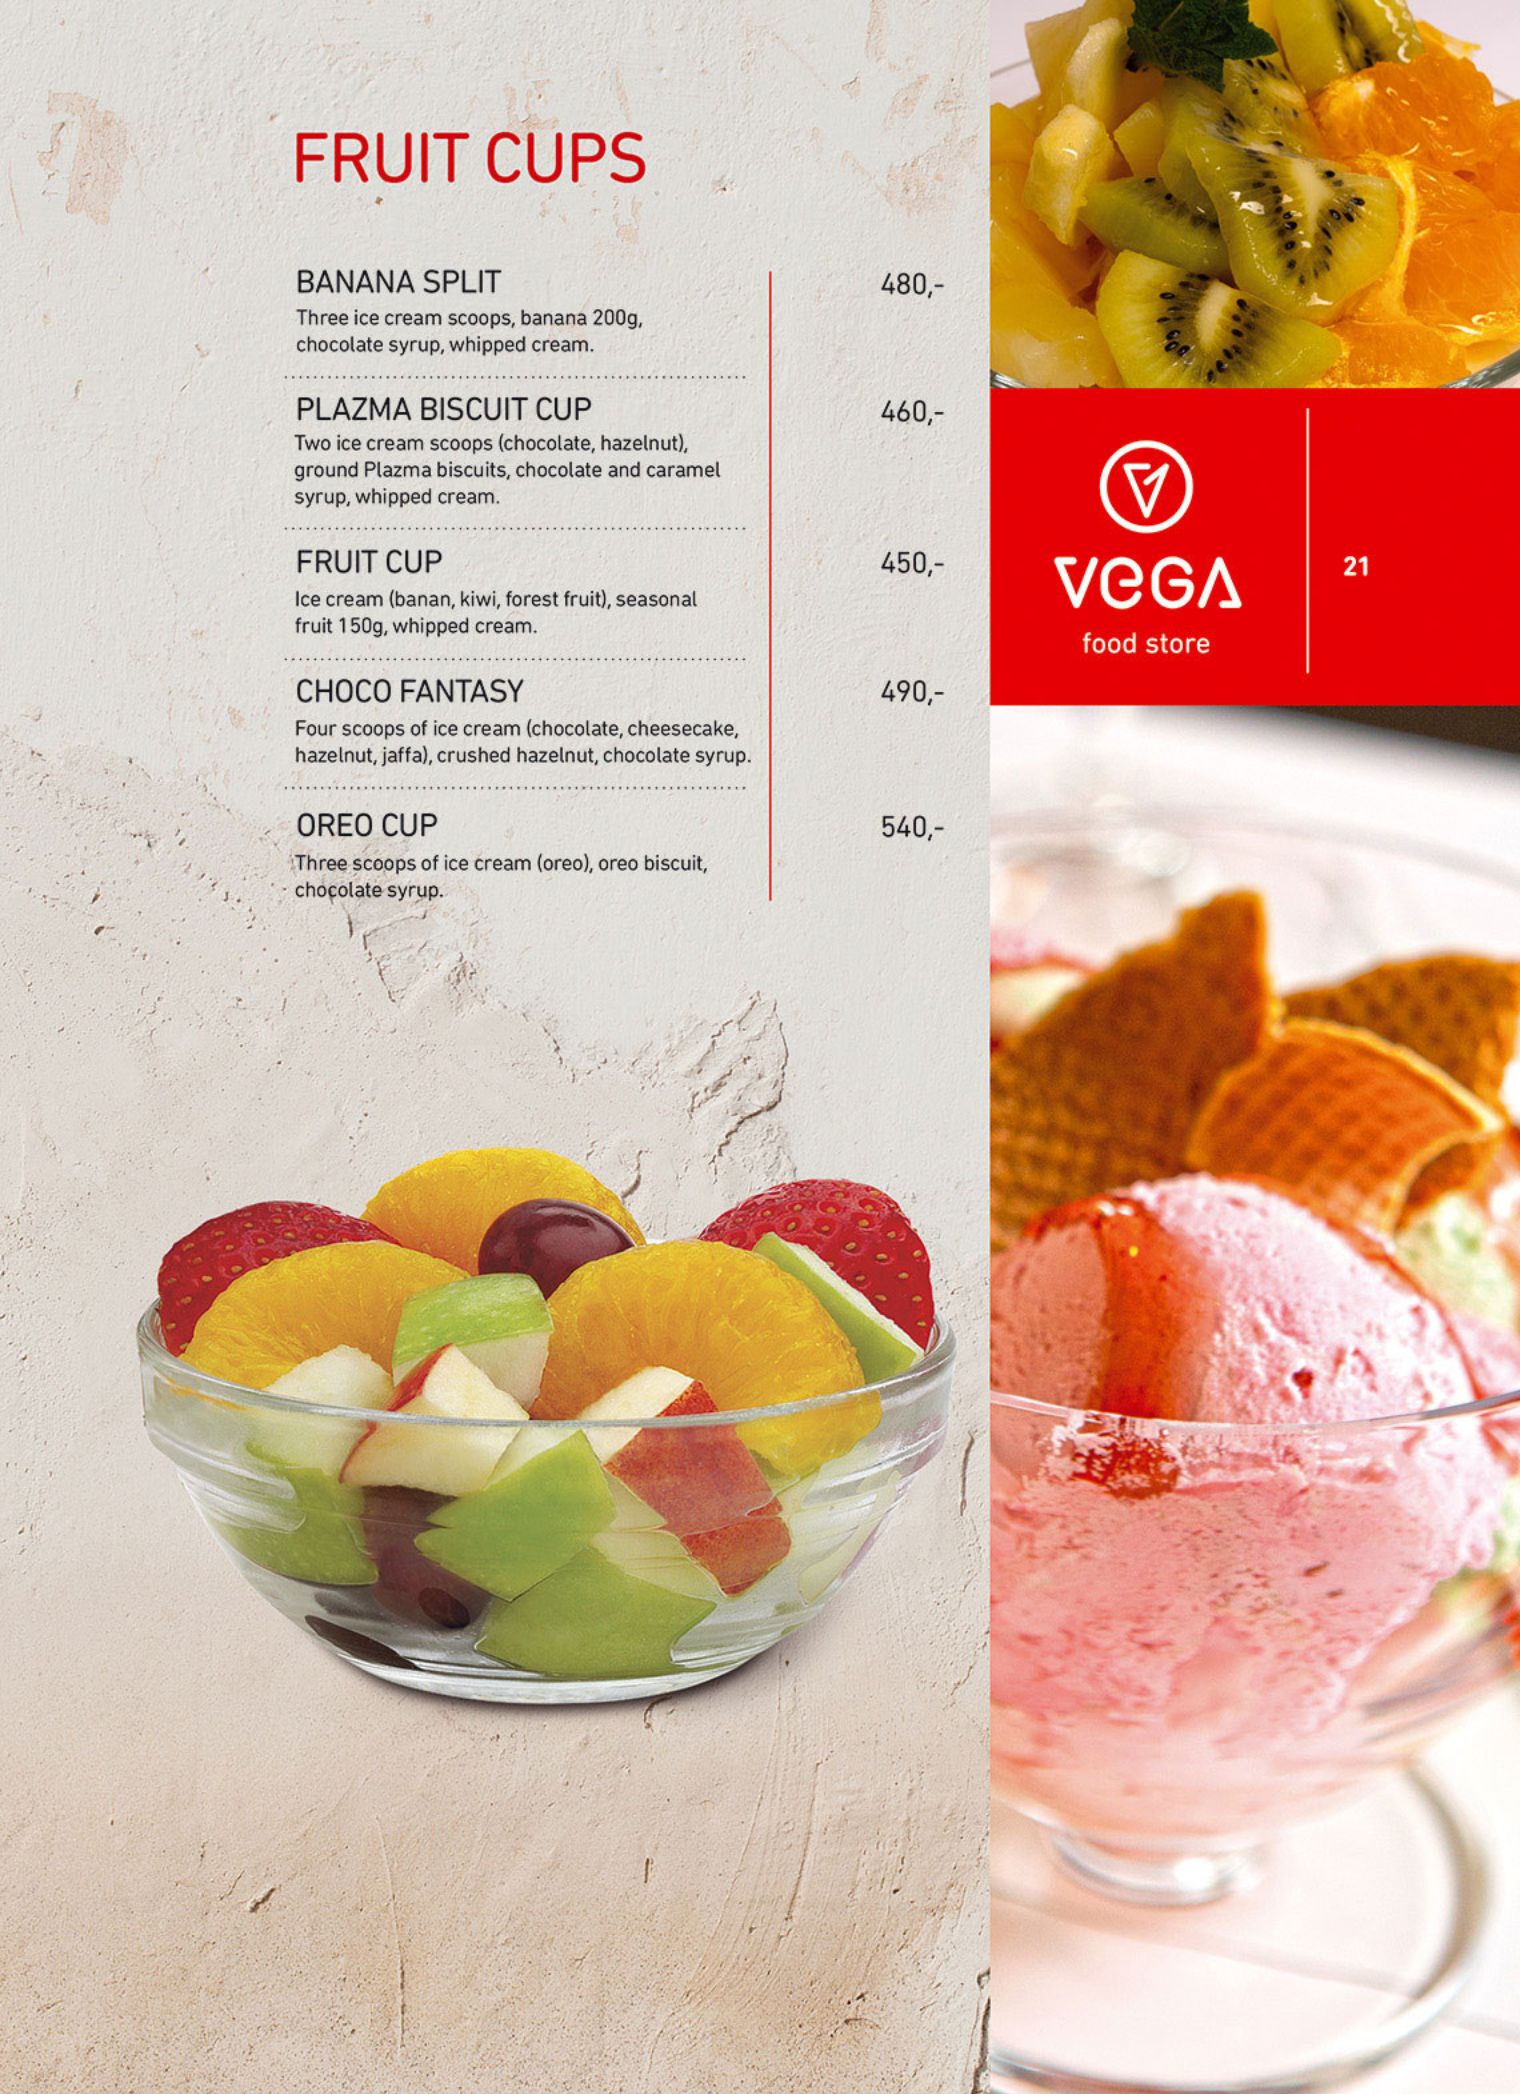 FRUIT CUPS
BANANA SPLIT 480,-
Three ice cream scoops, banana 200g,
chocolate syrup, whipped cream.
PLAZMA BISCUIT CUP 460,-
Two ice cream scoops (chocolate, hazelnut),
ground Plazma biscuits, chocolate and caramel
syrup, whipped cream.
FRUIT CUP 450,-
Ice cream (banan, kiwi, forest fruit), seasonal
fruit 150g, whipped cream.
CHOCO FANTASY 490,-
Four scoops of ice cream (chocolate, cheesecake,
hazelnut, jaffa), crushed hazelnut, chocolate syrup.
OREO CUP 540,-
Three scoops of ice cream (oreo), oreo biscuit,
chocolate syrup.
VeGA
food store
21